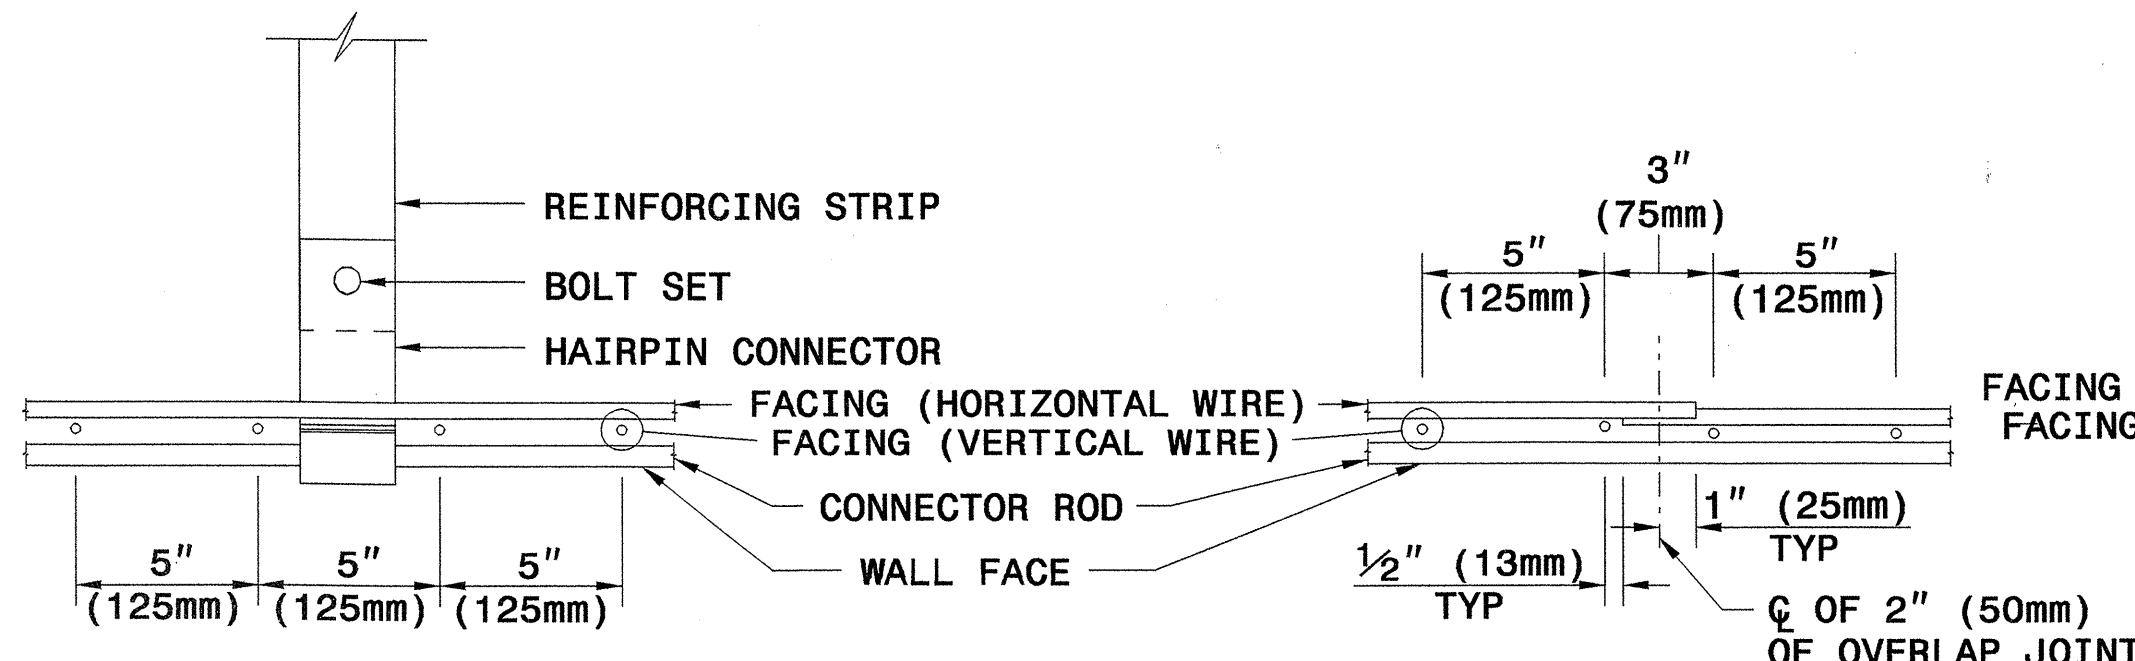 REINFORCING STRIP
BOLT SET
HAIRPIN CONNECTOR
FACING (HORIZONTAL WIRE)
FACING (VERTICAL WIRE)
CONNECTOR ROD
WALL FACE
5" 5" 5"
(125mm) (125mm) (125mm)
3"
(75mm)
5" 5"
(125mm) (125mm)
FACING
FACING
1" (25mm)
TYP
1/2" (13mm)
TYP
℄ OF 2" (50mm)
OF OVERLAP JOINT